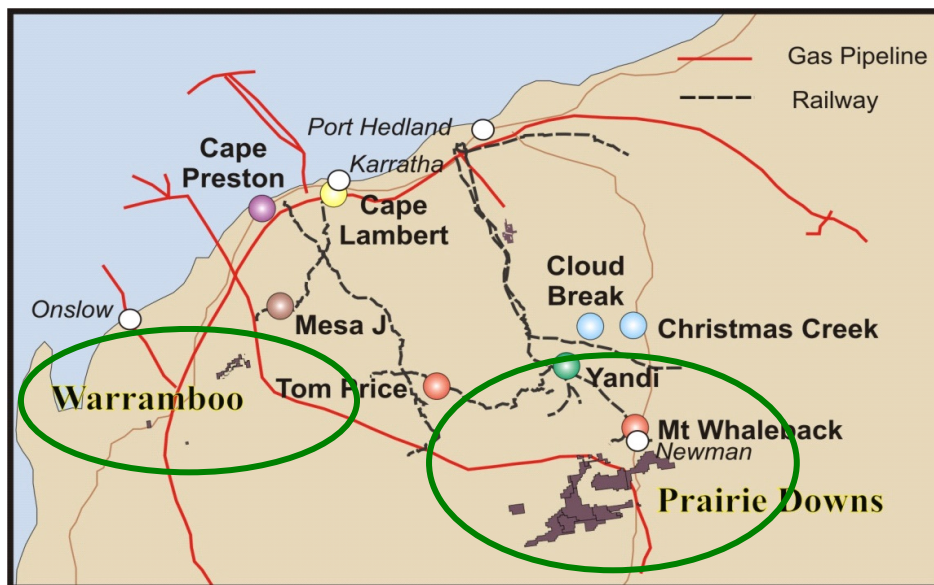 Gas Pipeline
Railway
Port Hedland
Karratha
Cape
Preston
Cape
Lambert
Cloud
Break
Onslow
Mesa J
Christmas Creek
Warramboo
Tom Price
Yandi
Mt Whaleback
Newman
Prairie Downs